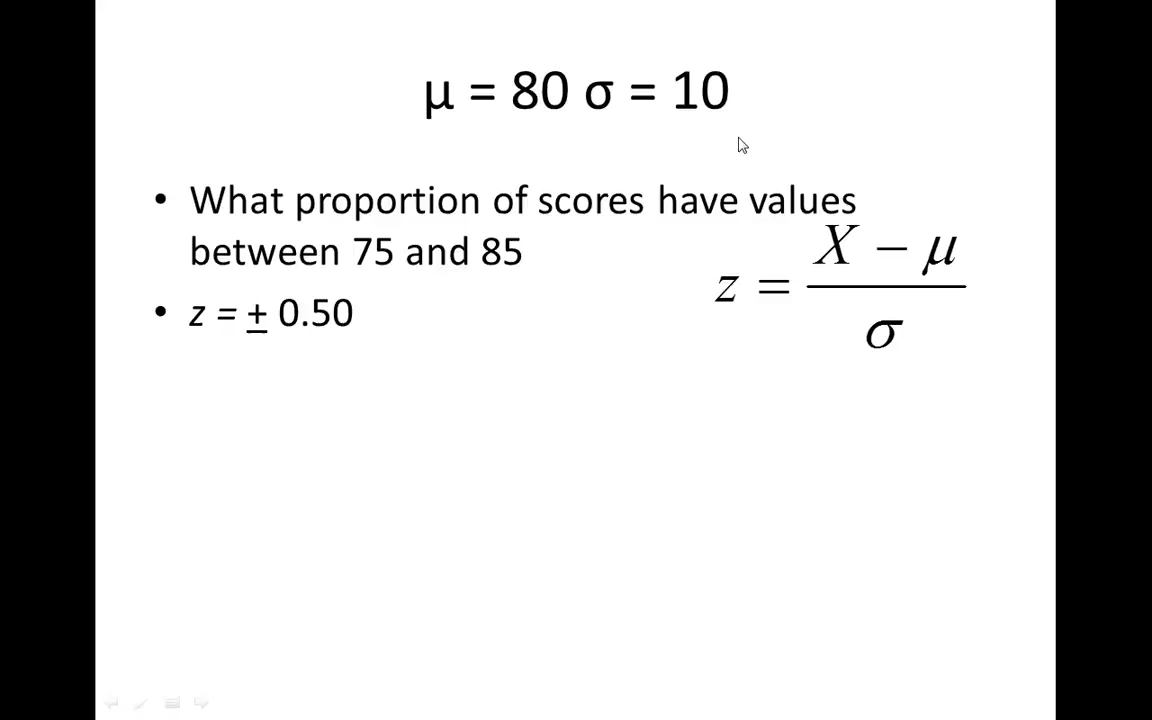 μ = 80 σ = 10
• What proportion of scores have values
between 75 and 85
• z = ± 0.50
z = (X − μ) / σ